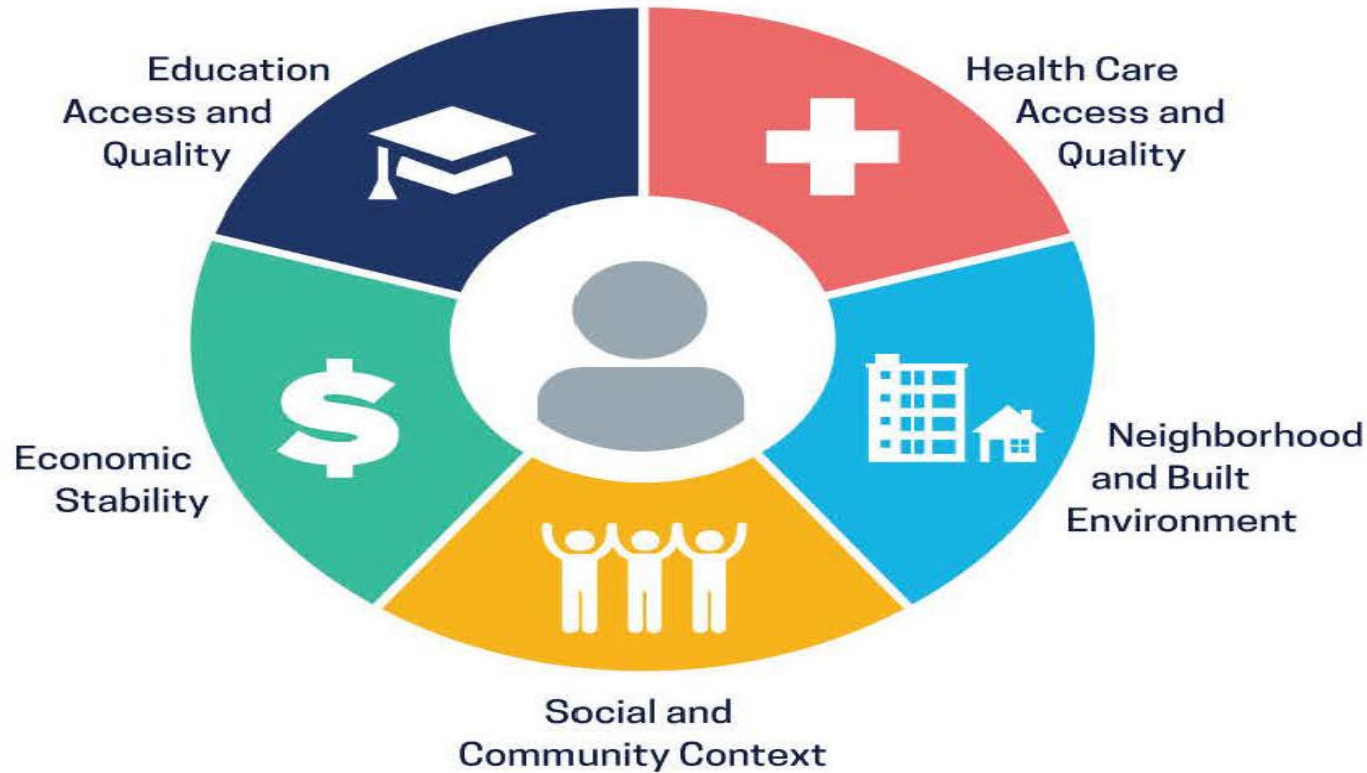 Education
Access and
Quality
Health Care
Access and
Quality
Economic
Stability
Neighborhood
and Built
Environment
Social and
Community Context